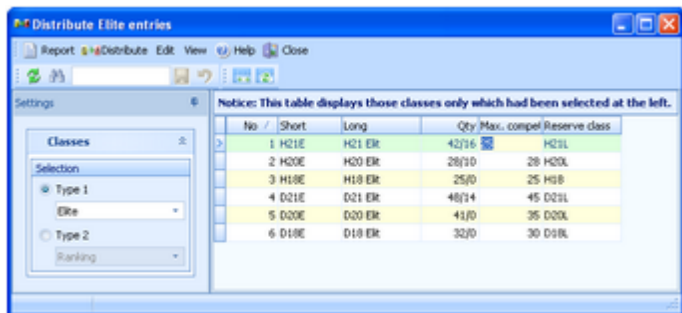 Distribute Elite entries
Report Distribute Edit View Help Close
Settings
Notice: This table displays those classes only which had been selected at the left.
No / Short Long Qty Max. compet Reserve class
Classes
1 H21E H21 Elit 42/16 H21L
Selection
2 H20E H20 Elit 28/10 28 H20L
Type 1
3 H18E H18 Elit 25/0 25 H18
Elite
4 D21E D21 Elit 48/14 45 D21L
Type 2
5 D20E D20 Elit 41/0 35 D20L
Ranking
6 D18E D18 Elit 32/0 30 D18L